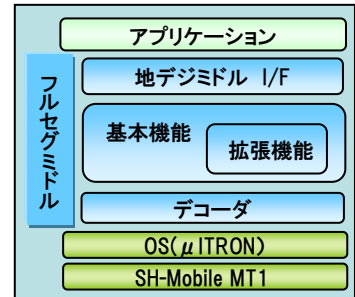 アプリケーション
フルセグミドル
地デジミドル I/F
基本機能
拡張機能
デコーダ
OS(μITRON)
SH-Mobile MT1